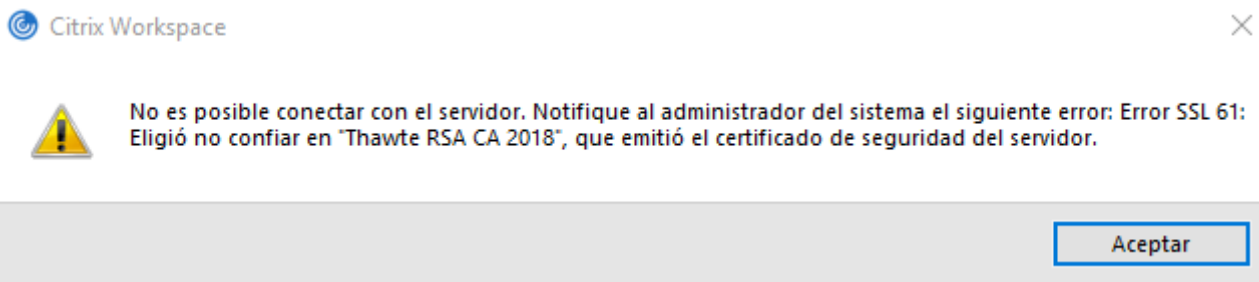 Citrix Workspace
No es posible conectar con el servidor. Notifique al administrador del sistema el siguiente error: Error SSL 61:
Eligió no confiar en "Thawte RSA CA 2018", que emitió el certificado de seguridad del servidor.
Aceptar